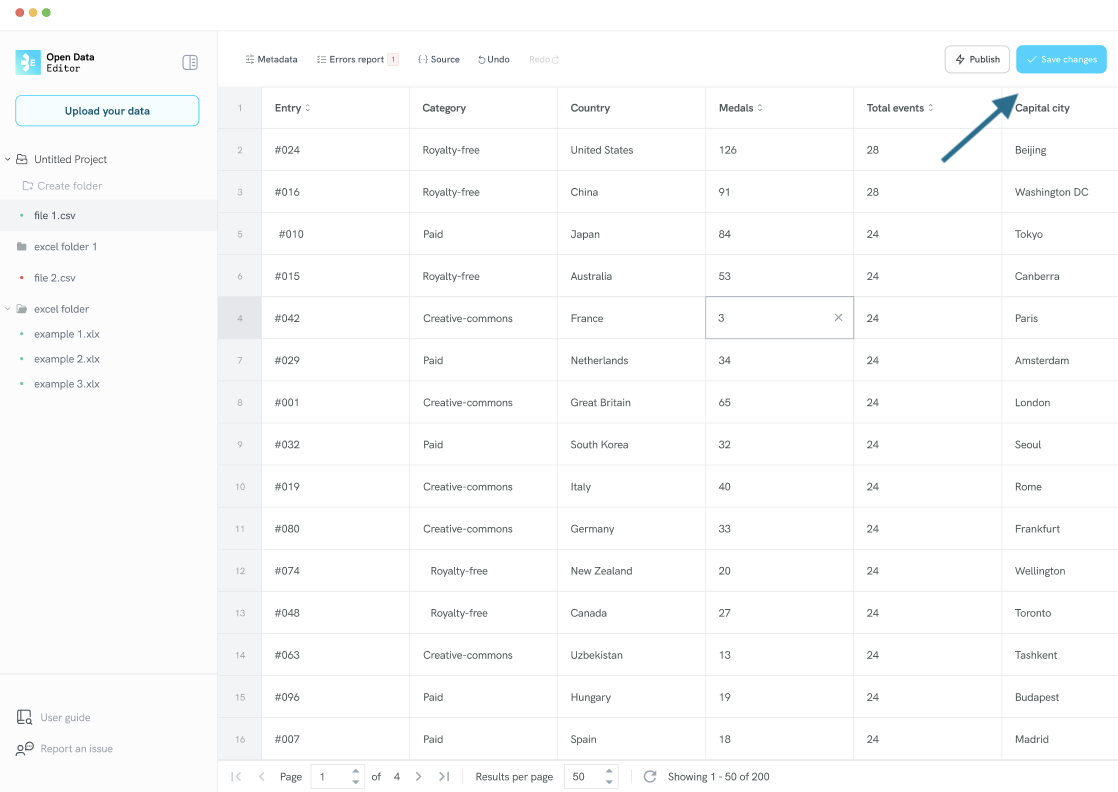 Open Data
Editor
Upload your data
Untitled Project
Create folder
file 1.csv
excel folder 1
file 2.csv
excel folder
example 1.xlx
example 2.xlx
example 3.xlx
User guide
Report an issue
Metadata Errors report 1 Source Undo Redo Publish Save changes
1 Entry Category Country Medals Total events Capital city
2 #024 Royalty-free United States 126 28 Beijing
3 #016 Royalty-free China 91 28 Washington DC
5 #010 Paid Japan 84 24 Tokyo
6 #015 Royalty-free Australia 53 24 Canberra
4 #042 Creative-commons France 3 24 Paris
7 #029 Paid Netherlands 34 24 Amsterdam
8 #001 Creative-commons Great Britain 65 24 London
9 #032 Paid South Korea 32 24 Seoul
10 #019 Creative-commons Italy 40 24 Rome
11 #080 Creative-commons Germany 33 24 Frankfurt
12 #074 Royalty-free New Zealand 20 24 Wellington
13 #048 Royalty-free Canada 27 24 Toronto
14 #063 Creative-commons Uzbekistan 13 24 Tashkent
15 #096 Paid Hungary 19 24 Budapest
16 #007 Paid Spain 18 24 Madrid
Page 1 of 4 Results per page 50 Showing 1 - 50 of 200